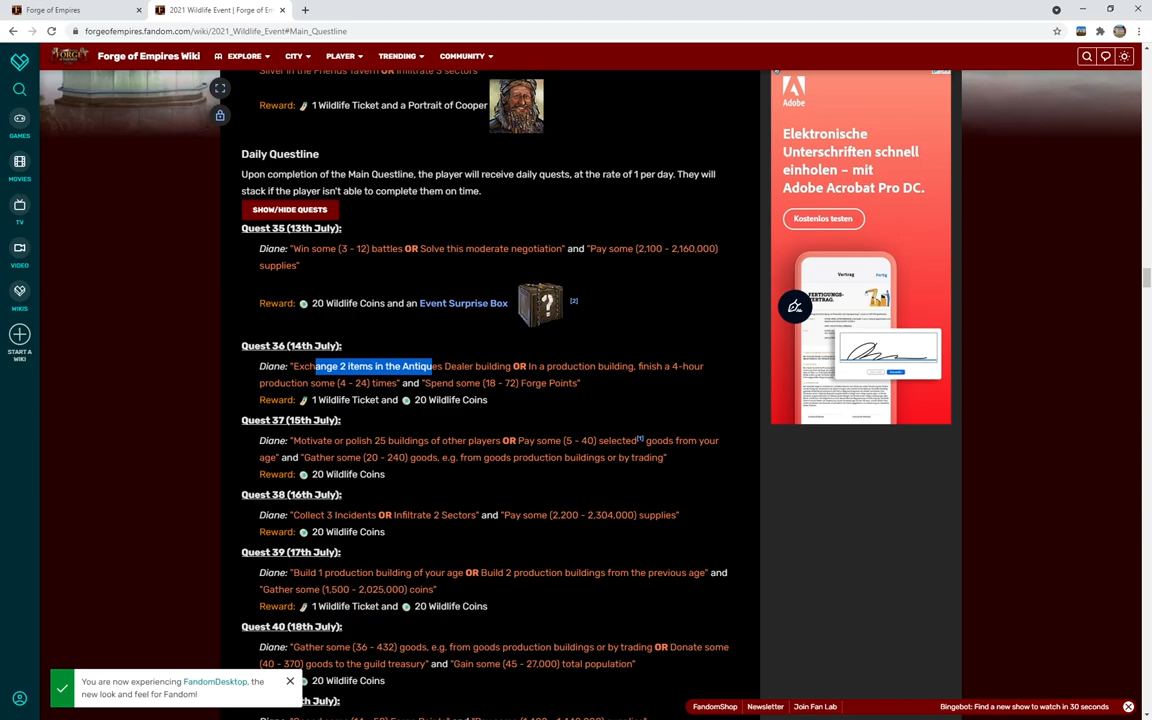 Forge of Empires
2021 Wildlife Event | Forge of Em
forgeofempires.fandom.com/wiki/2021_Wildlife_Event#Main_Questline
Forge of Empires Wiki
EXPLORE
CITY
PLAYER
TRENDING
COMMUNITY
GAMES
MOVIES
TV
VIDEO
WIKIS
START A
WIKI
Silver in the Friends Tavern OR Infiltrate 3 sectors"
Reward: 1 Wildlife Ticket and a Portrait of Cooper
Daily Questline
Upon completion of the Main Questline, the player will receive daily quests, at the rate of 1 per day. They will
stack if the player isn't able to complete them on time.
SHOW/HIDE QUESTS
Quest 35 (13th July):
Diane: "Win some (3 - 12) battles OR Solve this moderate negotiation" and "Pay some (2,100 - 2,160,000)
supplies"
Reward: 20 Wildlife Coins and an Event Surprise Box [2]
Quest 36 (14th July):
Diane: "Exchange 2 items in the Antiques Dealer building OR In a production building, finish a 4-hour
production some (4 - 24) times" and "Spend some (18 - 72) Forge Points"
Reward: 1 Wildlife Ticket and 20 Wildlife Coins
Quest 37 (15th July):
Diane: "Motivate or polish 25 buildings of other players OR Pay some (5 - 40) selected[1] goods from your
age" and "Gather some (20 - 240) goods, e.g. from goods production buildings or by trading"
Reward: 20 Wildlife Coins
Quest 38 (16th July):
Diane: "Collect 3 Incidents OR Infiltrate 2 Sectors" and "Pay some (2,200 - 2,304,000) supplies"
Reward: 20 Wildlife Coins
Quest 39 (17th July):
Diane: "Build 1 production building of your age OR Build 2 production buildings from the previous age" and
"Gather some (1,500 - 2,025,000) coins"
Reward: 1 Wildlife Ticket and 20 Wildlife Coins
Quest 40 (18th July):
Diane: "Gather some (36 - 432) goods, e.g. from goods production buildings or by trading OR Donate some
(40 - 370) goods to the guild treasury" and "Gain some (45 - 27,000) total population"
20 Wildlife Coins
th July):
Adobe
Elektronische
Unterschriften schnell
einholen – mit
Adobe Acrobat Pro DC.
Kostenlos testen
Vertrag
Fertig
FERTIGUNGS-
VERTRAG.
You are now experiencing FandomDesktop, the
new look and feel for Fandom!
FandomShop
Newsletter
Join Fan Lab
Bingebot: Find a new show to watch in 30 seconds